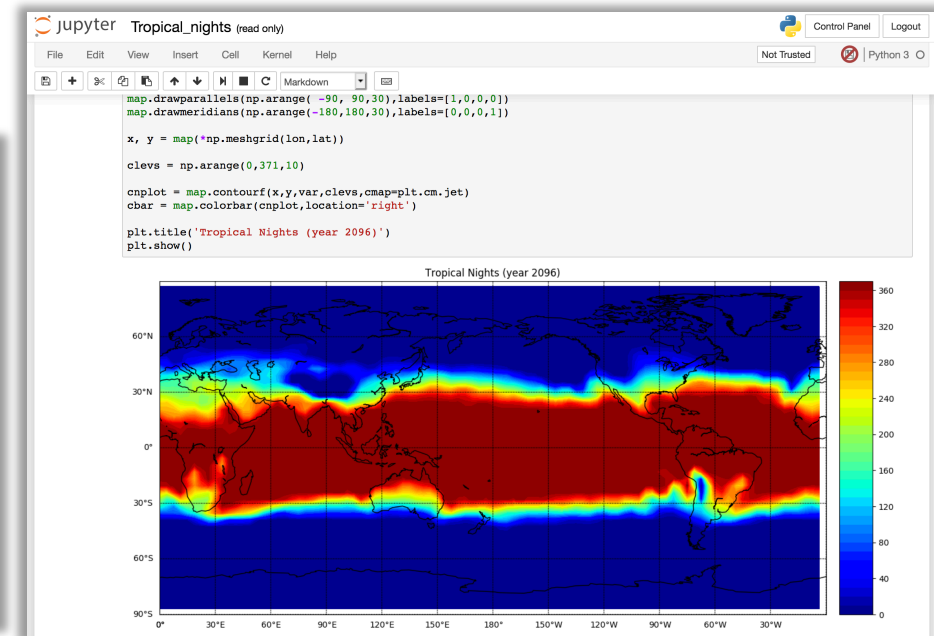 jupyter Tropical_nights (read only) Control Panel Logout
File Edit View Insert Cell Kernel Help Not Trusted Python 3
Markdown
map.drawparallels(np.arange( -90, 90,30),labels=[1,0,0,0])
map.drawmeridians(np.arange(-180,180,30),labels=[0,0,0,1])
x, y = map(*np.meshgrid(lon,lat))
clevs = np.arange(0,371,10)
cnplot = map.contourf(x,y,var,clevs,cmap=plt.cm.jet)
cbar = map.colorbar(cnplot,location='right')
plt.title('Tropical Nights (year 2096)')
plt.show()
Tropical Nights (year 2096)
360
320
60°N
280
30°N
240
200
0°
160
30°S
120
80
60°S
40
90°S 0
0° 30°E 60°E 90°E 120°E 150°E 180° 150°W 120°W 90°W 60°W 30°W